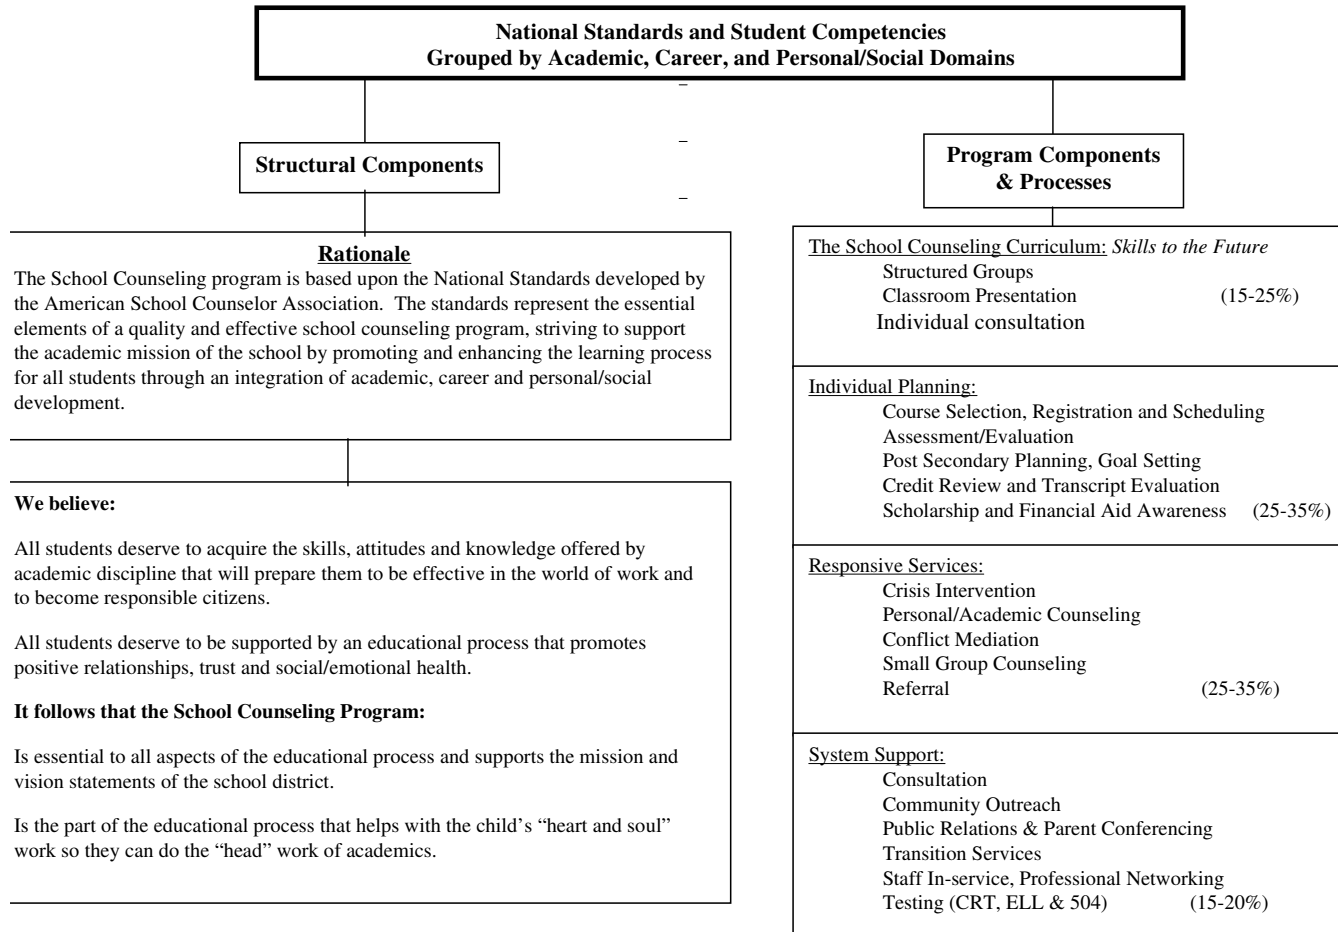 National Standards and Student Competencies
Grouped by Academic, Career, and Personal/Social Domains
Structural Components
Rationale
The School Counseling program is based upon the National Standards developed by
the American School Counselor Association.  The standards represent the essential
elements of a quality and effective school counseling program, striving to support
the academic mission of the school by promoting and enhancing the learning process
for all students through an integration of academic, career and personal/social
development.
We believe:
All students deserve to acquire the skills, attitudes and knowledge offered by
academic discipline that will prepare them to be effective in the world of work and
to become responsible citizens.
All students deserve to be supported by an educational process that promotes
positive relationships, trust and social/emotional health.
It follows that the School Counseling Program:
Is essential to all aspects of the educational process and supports the mission and
vision statements of the school district.
Is the part of the educational process that helps with the child’s “heart and soul”
work so they can do the “head” work of academics.
Program Components
& Processes
The School Counseling Curriculum: Skills to the Future
Structured Groups
Classroom Presentation (15-25%)
Individual consultation
Individual Planning:
Course Selection, Registration and Scheduling
Assessment/Evaluation
Post Secondary Planning, Goal Setting
Credit Review and Transcript Evaluation
Scholarship and Financial Aid Awareness (25-35%)
Responsive Services:
Crisis Intervention
Personal/Academic Counseling
Conflict Mediation
Small Group Counseling
Referral (25-35%)
System Support:
Consultation
Community Outreach
Public Relations & Parent Conferencing
Transition Services
Staff In-service, Professional Networking
Testing (CRT, ELL & 504) (15-20%)